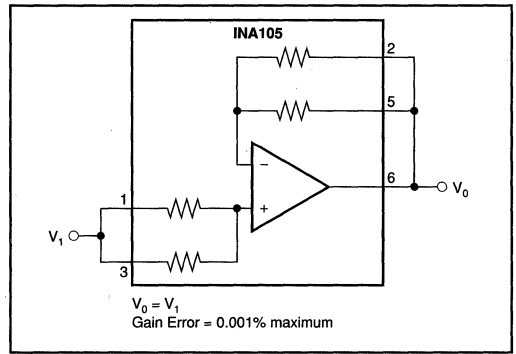 INA105
2
5
−
6
V₀
1
+
V₁
3
V₀ = V₁
Gain Error = 0.001% maximum